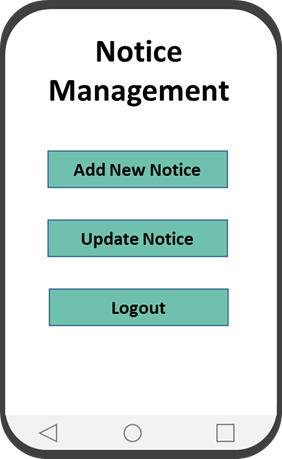 Notice
Management
Add New Notice
Update Notice
Logout